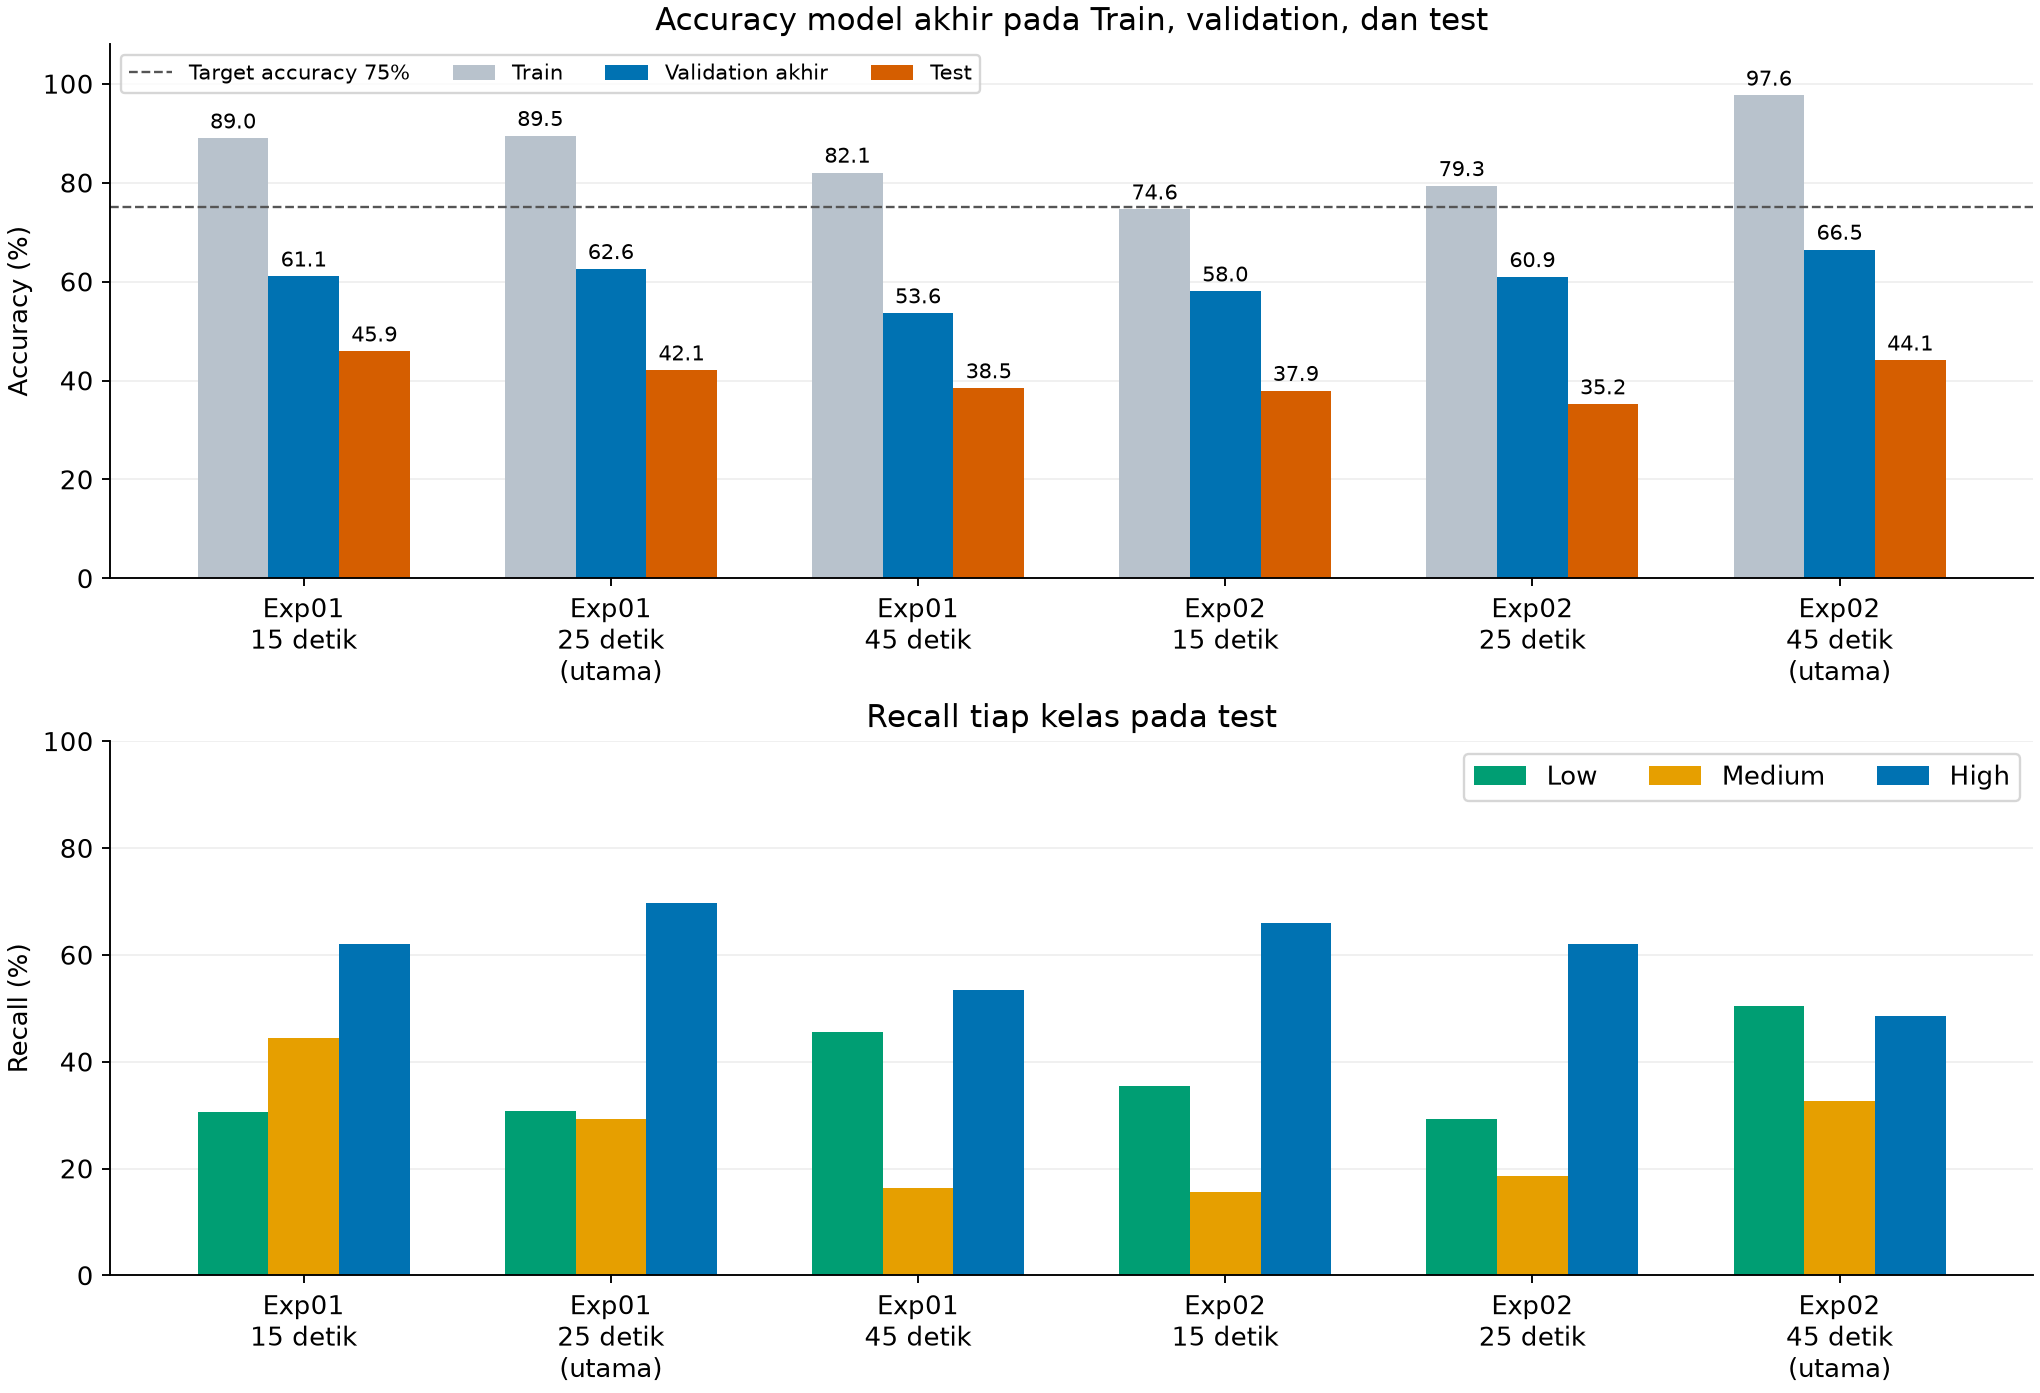 Accuracy model akhir pada Train, validation, dan test
Target accuracy 75% Train Validation akhir Test
Accuracy (%)
100
80
60
40
20
0
89.0 61.1 45.9
89.5 62.6 42.1
82.1 53.6 38.5
74.6 58.0 37.9
79.3 60.9 35.2
97.6 66.5 44.1
Exp01
15 detik
Exp01
25 detik
(utama)
Exp01
45 detik
Exp02
15 detik
Exp02
25 detik
Exp02
45 detik
(utama)
Recall tiap kelas pada test
Low Medium High
Recall (%)
100
80
60
40
20
0
Exp01
15 detik
Exp01
25 detik
(utama)
Exp01
45 detik
Exp02
15 detik
Exp02
25 detik
Exp02
45 detik
(utama)